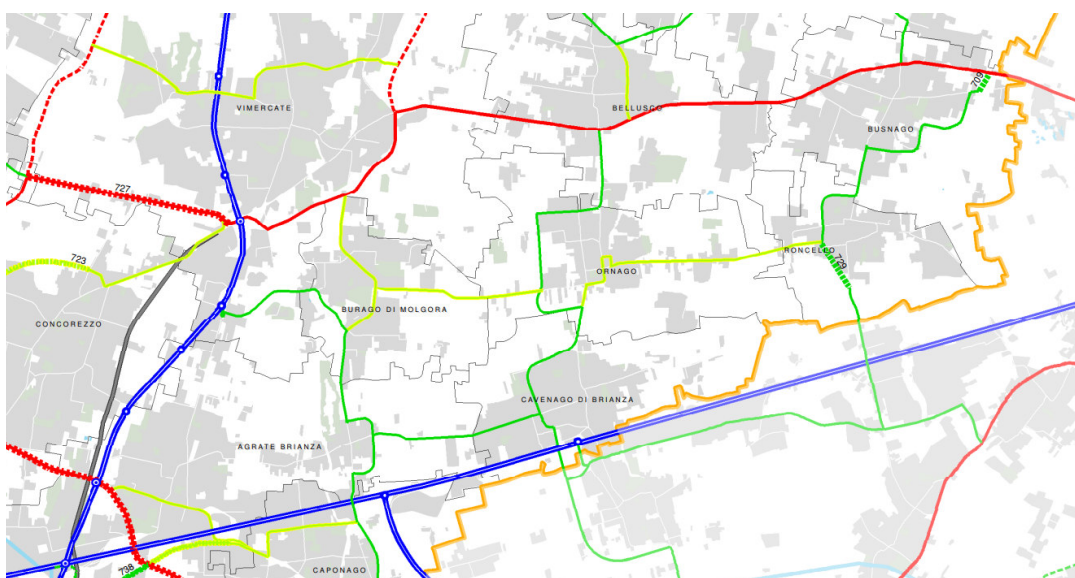 709
VIMERCATE
BELLUSCO
BUSNAGO
727
723
RONCELLO
729
ORNAGO
BURAGO DI MOLGORA
CONCOREZZO
CAVENAGO DI BRIANZA
AGRATE BRIANZA
738
CAPONAGO